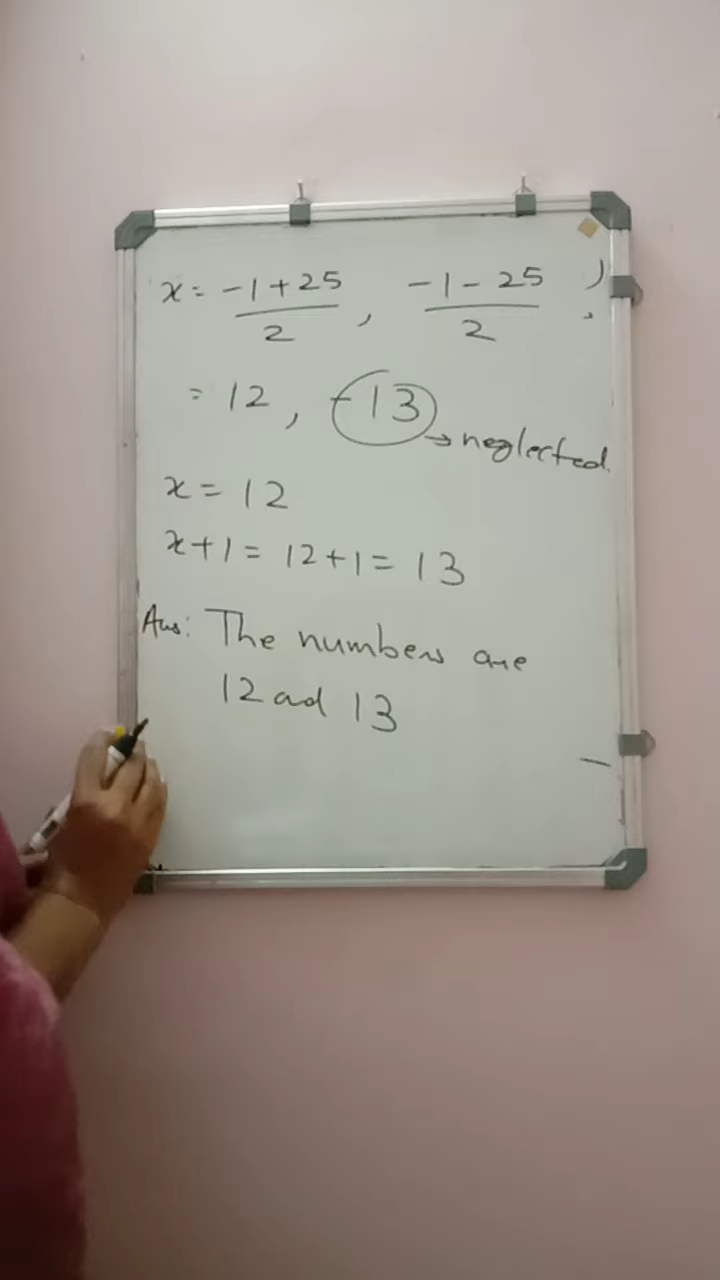 x = -1+25/2 , -1-25/2
= 12 , -13 → neglected.
x = 12
x+1 = 12+1 = 13
Ans: The numbers are
12 ad 13